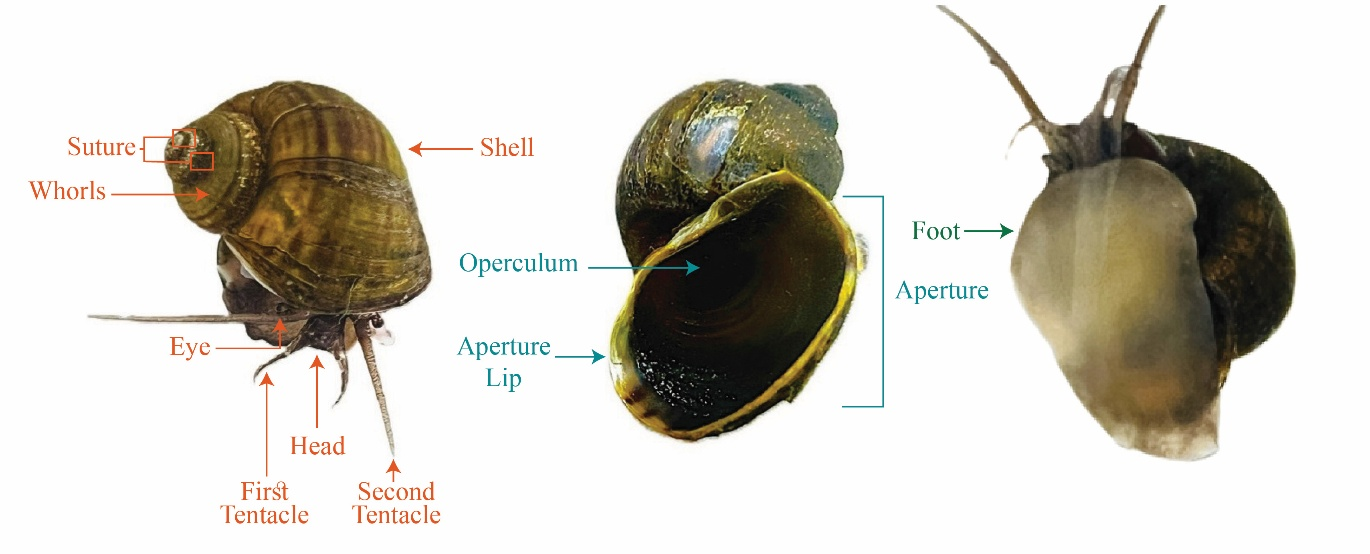 Suture
Whorls
Shell
Eye
Head
First
Tentacle
Second
Tentacle
Operculum
Aperture
Lip
Aperture
Foot